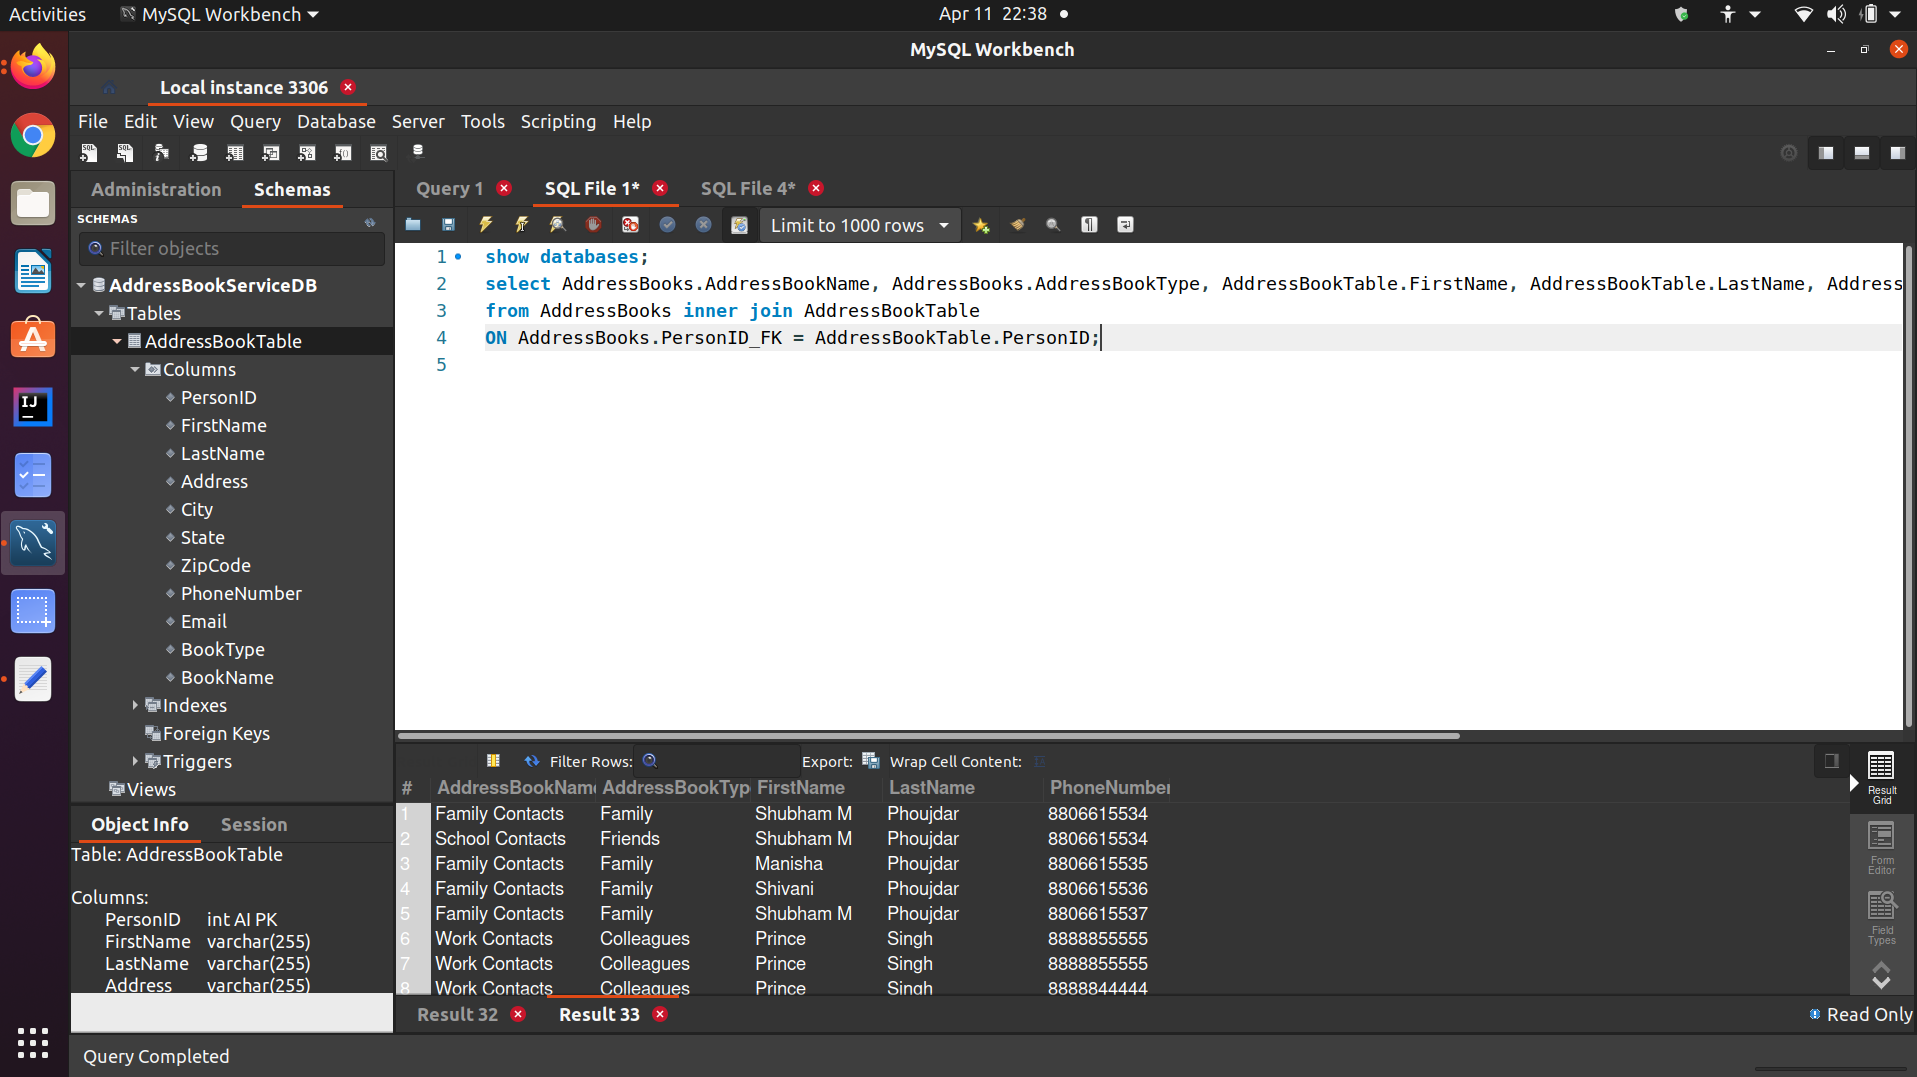 Activities MySQL Workbench Apr 11 22:38
MySQL Workbench
Local instance 3306
File Edit View Query Database Server Tools Scripting Help
Administration Schemas
Query 1 SQL File 1* SQL File 4*
SCHEMAS
Filter objects
Limit to 1000 rows
AddressBookServiceDB
Tables
AddressBookTable
Columns
PersonID
FirstName
LastName
Address
City
State
ZipCode
PhoneNumber
Email
BookType
BookName
Indexes
Foreign Keys
Triggers
Views
1 show databases;
2 select AddressBooks.AddressBookName, AddressBooks.AddressBookType, AddressBookTable.FirstName, AddressBookTable.LastName, Address
3 from AddressBooks inner join AddressBookTable
4 ON AddressBooks.PersonID_FK = AddressBookTable.PersonID;
5
Object Info Session
Table: AddressBookTable
Columns:
PersonID int AI PK
FirstName varchar(255)
LastName varchar(255)
Address varchar(255)
Filter Rows: Export: Wrap Cell Content:
# AddressBookName AddressBookTyp FirstName LastName PhoneNumber
1 Family Contacts Family Shubham M Phoujdar 8806615534
2 School Contacts Friends Shubham M Phoujdar 8806615534
3 Family Contacts Family Manisha Phoujdar 8806615535
4 Family Contacts Family Shivani Phoujdar 8806615536
5 Family Contacts Family Shubham M Phoujdar 8806615537
6 Work Contacts Colleagues Prince Singh 8888855555
7 Work Contacts Colleagues Prince Singh 8888855555
8 Work Contacts Colleagues Prince Singh 8888844444
Result
Grid
Form
Editor
Field
Types
Result 32 Result 33 Read Only
Query Completed